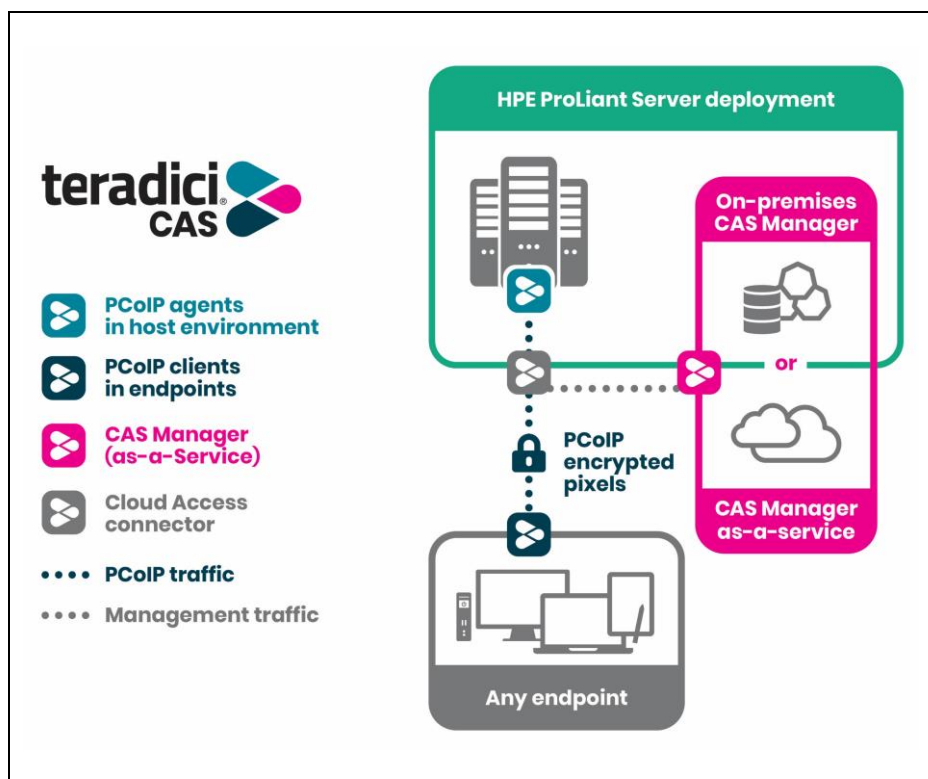 teradici®
CAS
PCoIP agents
in host environment
PCoIP clients
in endpoints
CAS Manager
(as-a-Service)
Cloud Access
connector
PCoIP traffic
Management traffic
HPE ProLiant Server deployment
On-premises
CAS Manager
or
CAS Manager
as-a-service
PCoIP
encrypted
pixels
Any endpoint